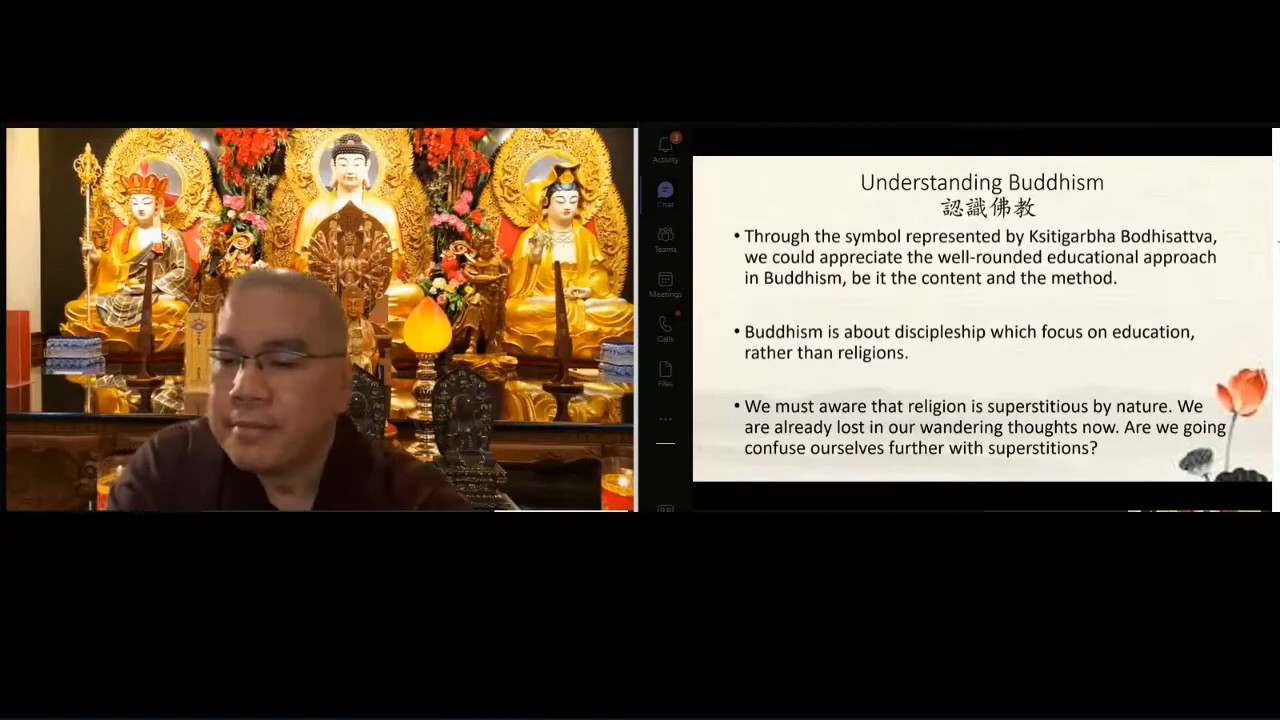 3
Activity
Chat
Teams
Meetings
Calls
Files
Understanding Buddhism
認識佛教
• Through the symbol represented by Ksitigarbha Bodhisattva,
we could appreciate the well-rounded educational approach
in Buddhism, be it the content and the method.
• Buddhism is about discipleship which focus on education,
rather than religions.
• We must aware that religion is superstitious by nature. We
are already lost in our wandering thoughts now. Are we going
confuse ourselves further with superstitions?